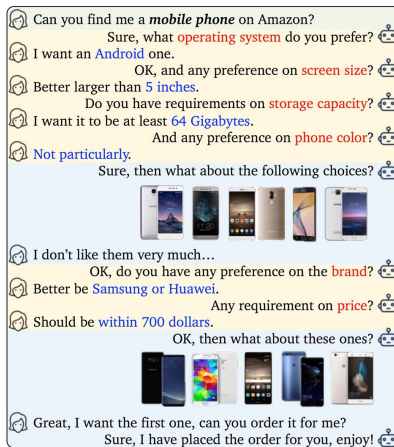 Can you find me a mobile phone on Amazon?
Sure, what operating system do you prefer?
I want an Android one.
OK, and any preference on screen size?
Better larger than 5 inches.
Do you have requirements on storage capacity?
I want it to be at least 64 Gigabytes.
And any preference on phone color?
Not particularly.
Sure, then what about the following choices?
I don't like them very much...
OK, do you have any preference on the brand?
Better be Samsung or Huawei.
Any requirement on price?
Should be within 700 dollars.
OK, then what about these ones?
Great, I want the first one, can you order it for me?
Sure, I have placed the order for you, enjoy!